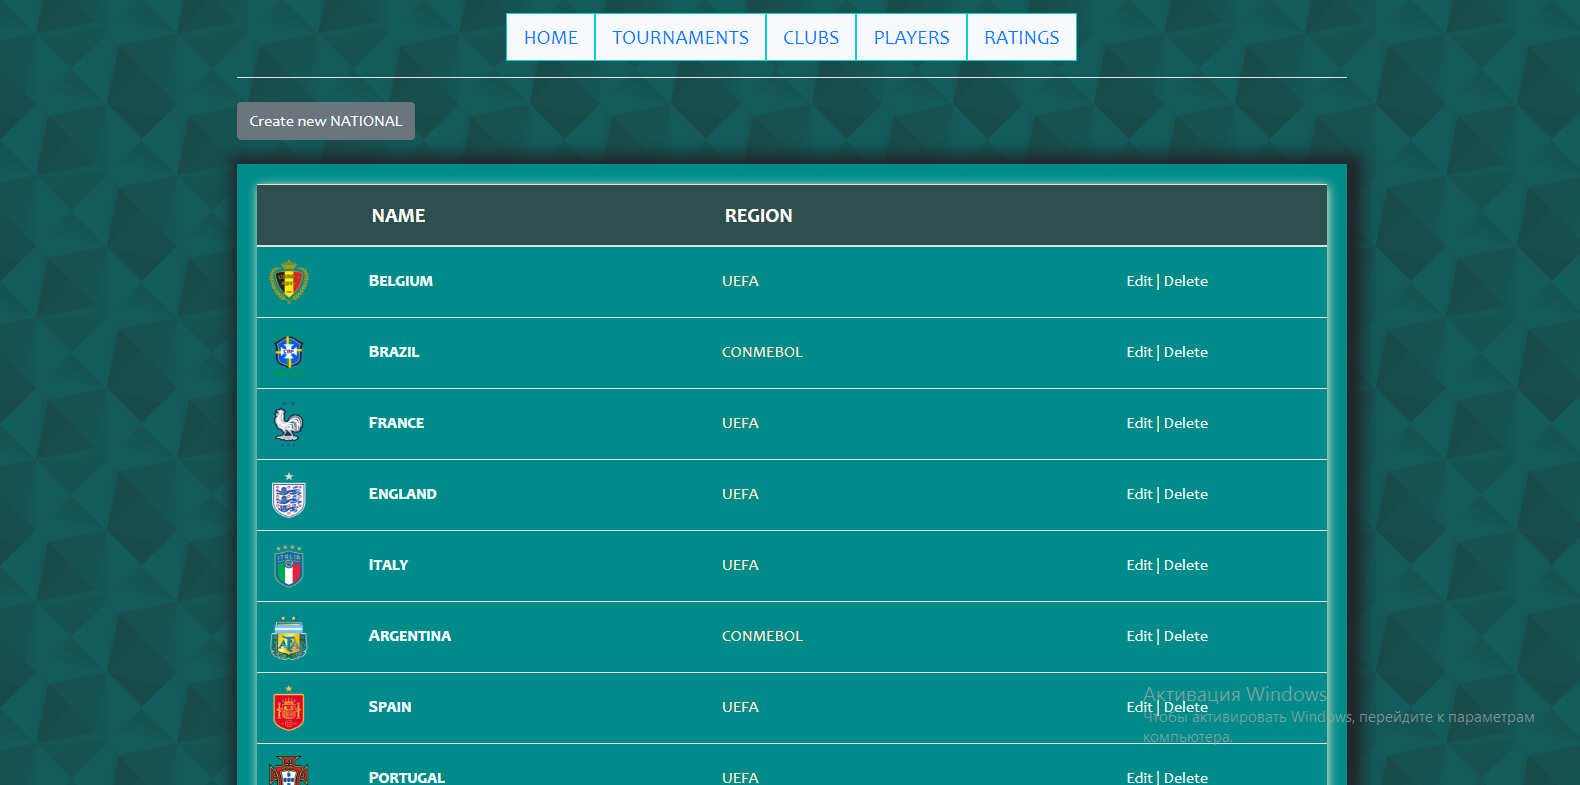 HOME TOURNAMENTS CLUBS PLAYERS RATINGS
Create new NATIONAL
NAME REGION
BELGIUM UEFA Edit | Delete
BRAZIL CONMEBOL Edit | Delete
FRANCE UEFA Edit | Delete
ENGLAND UEFA Edit | Delete
ITALIA
ITALY UEFA Edit | Delete
AFA
ARGENTINA CONMEBOL Edit | Delete
Активация Windows
SPAIN UEFA Edit | Delete
Чтобы активировать Windows, перейдите к параметрам
компьютера.
PORTUGAL UEFA Edit | Delete